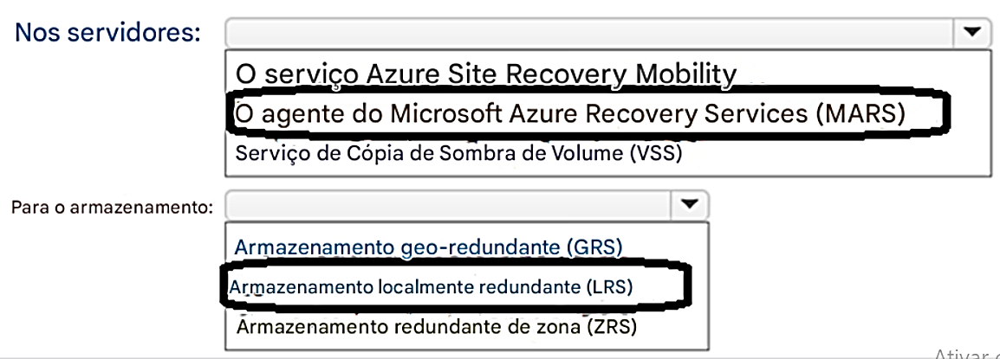 Nos servidores:
O serviço Azure Site Recovery Mobility
O agente do Microsoft Azure Recovery Services (MARS)
Serviço de Cópia de Sombra de Volume (VSS)
Para o armazenamento:
Armazenamento geo-redundante (GRS)
Armazenamento localmente redundante (LRS)
Armazenamento redundante de zona (ZRS)
Ativar